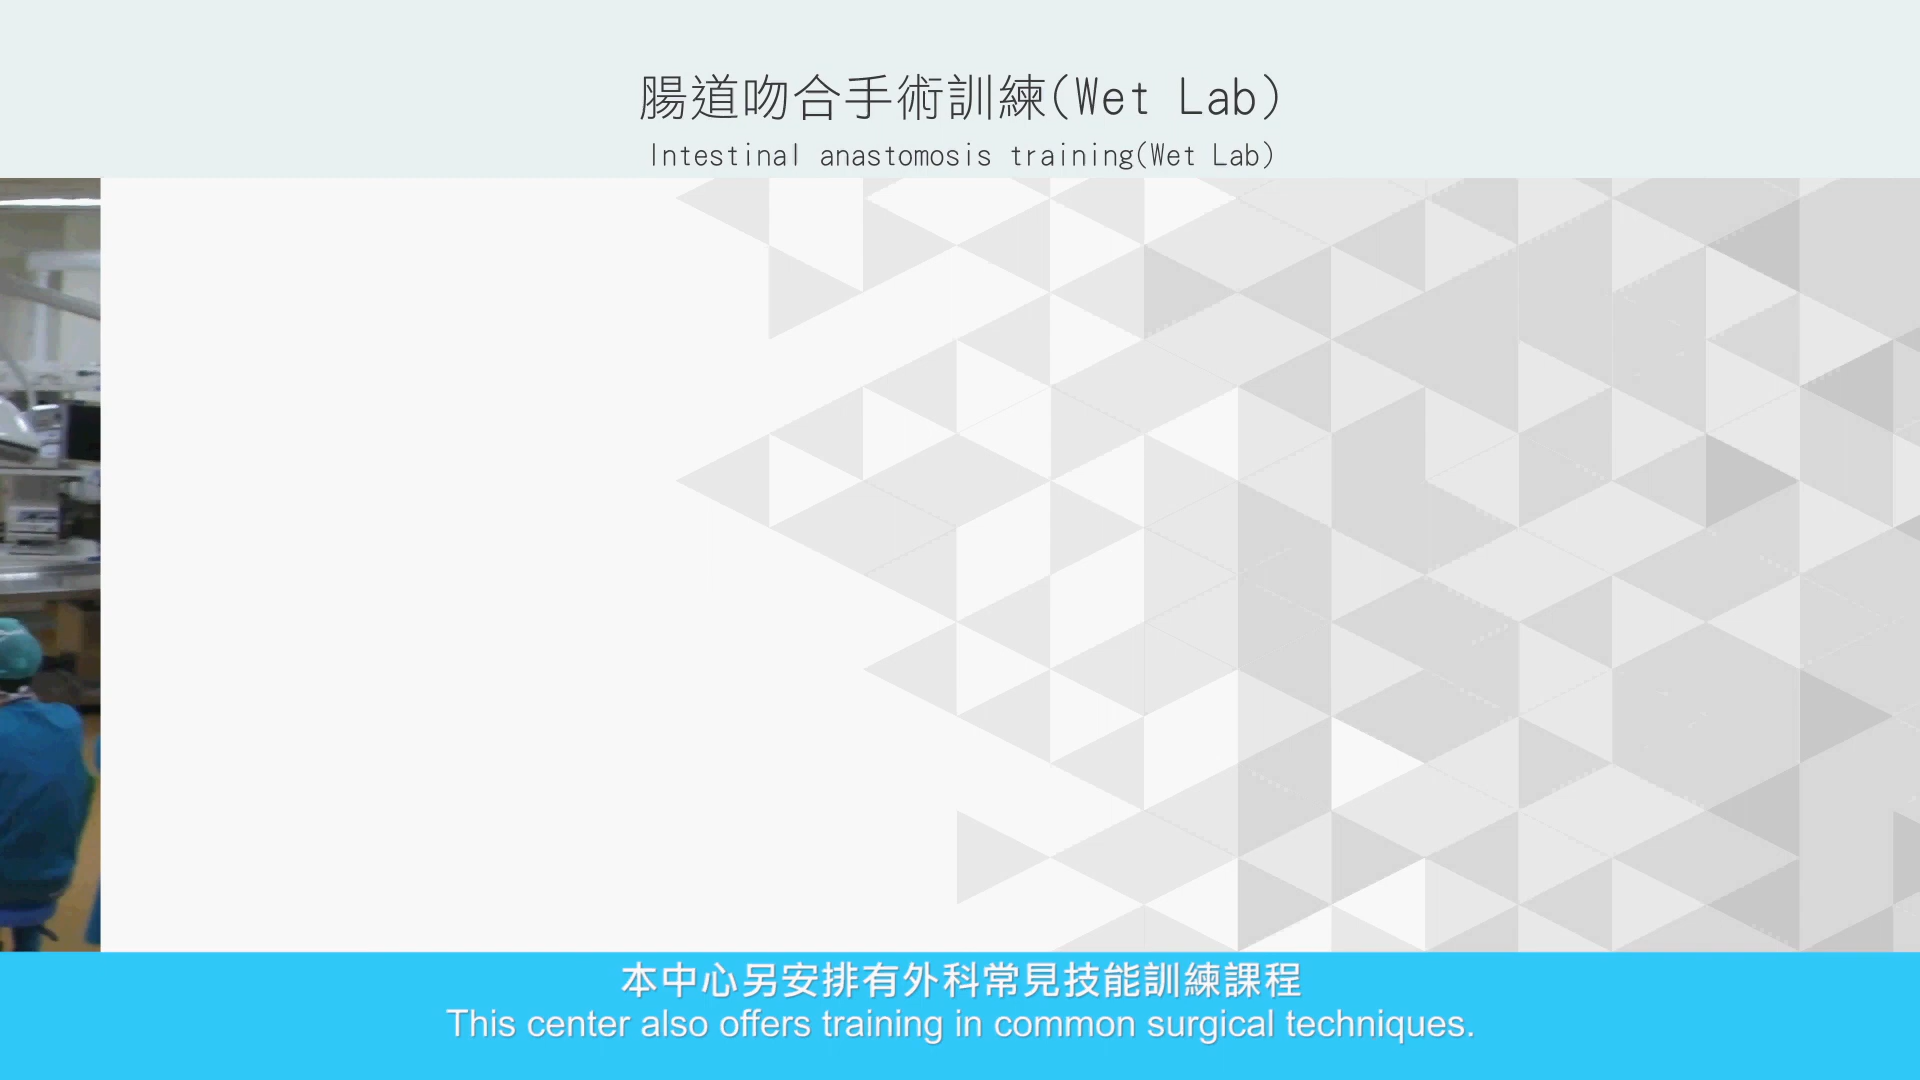 腸道吻合手術訓練(Wet Lab)
Intestinal anastomosis training(Wet Lab)
本中心另安排有外科常見技能訓練課程
This center also offers training in common surgical techniques.